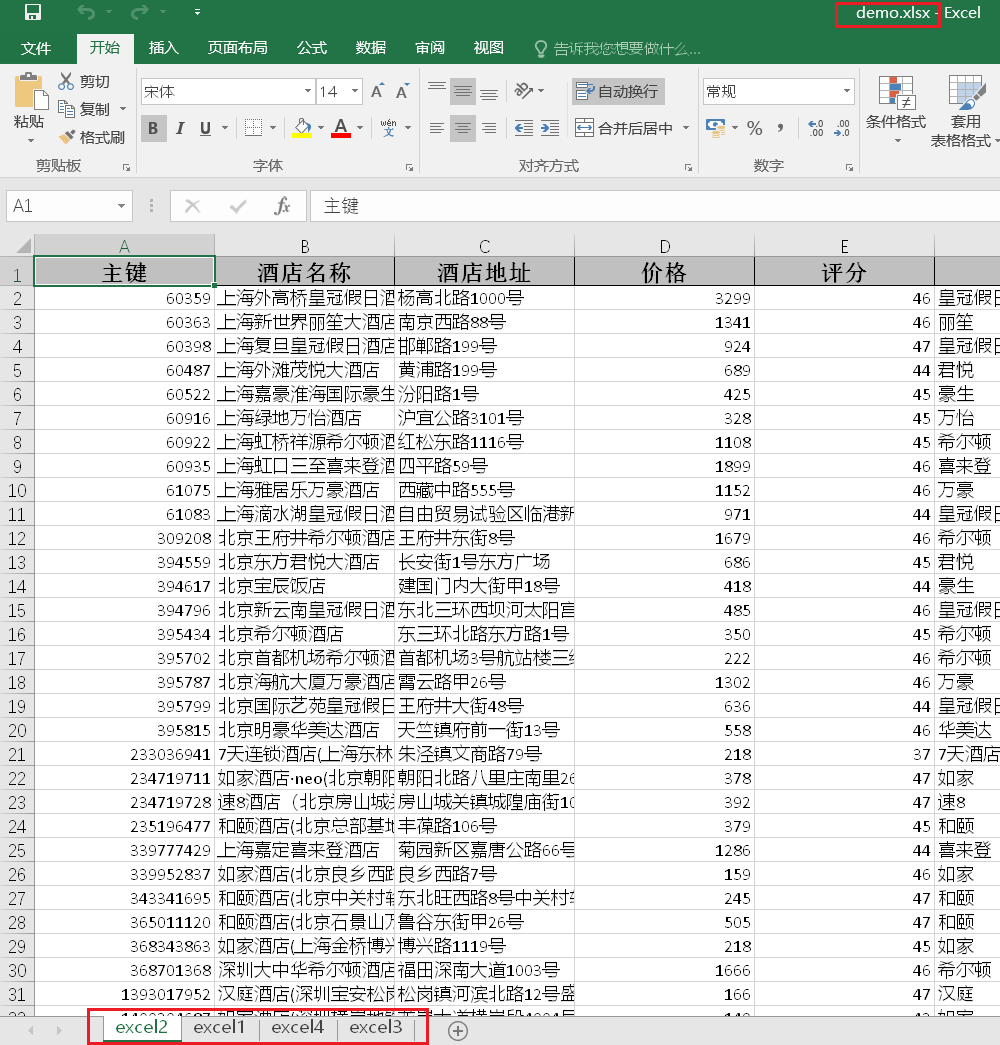 demo.xlsx - Excel
文件 开始 插入 页面布局 公式 数据 审阅 视图 告诉我您想要做什么...
粘贴 剪切 复制 格式刷 剪贴板
宋体 14 A A
B I U A wén 文 字体
自动换行
合并后居中 对齐方式
常规
% , .00 数字
条件格式 套用
表格格式
A1 fx 主键
A B C D E
1 主键 酒店名称 酒店地址 价格 评分
2 60359 上海外高桥皇冠假日酒 杨高北路1000号 3299 46 皇冠假日
3 60363 上海新世界丽笙大酒店 南京西路88号 1341 46 丽笙
4 60398 上海复旦皇冠假日酒店 邯郸路199号 924 47 皇冠假日
5 60487 上海外滩茂悦大酒店 黄浦路199号 689 44 君悦
6 60522 上海嘉豪淮海国际豪生 汾阳路1号 425 45 豪生
7 60916 上海绿地万怡酒店 沪宜公路3101号 328 45 万怡
8 60922 上海虹桥祥源希尔顿酒 红松东路1116号 1108 45 希尔顿
9 60935 上海虹口三至喜来登酒 四平路59号 1899 46 喜来登
10 61075 上海雅居乐万豪酒店 西藏中路555号 1152 46 万豪
11 61083 上海滴水湖皇冠假日酒 自由贸易试验区临港新 971 44 皇冠假日
12 309208 北京王府井希尔顿酒店 王府井东街8号 1679 46 希尔顿
13 394559 北京东方君悦大酒店 长安街1号东方广场 686 45 君悦
14 394617 北京宝辰饭店 建国门内大街甲18号 418 44 豪生
15 394796 北京新云南皇冠假日酒 东北三环西坝河太阳宫 485 46 皇冠假日
16 395434 北京希尔顿酒店 东三环北路东方路1号 350 45 希尔顿
17 395702 北京首都机场希尔顿酒 首都机场3号航站楼三经 222 46 希尔顿
18 395787 北京海航大厦万豪酒店 霄云路甲26号 1302 46 万豪
19 395799 北京国际艺苑皇冠假日 王府井大街48号 636 44 皇冠假日
20 395815 北京明豪华美达酒店 天竺镇府前一街13号 558 46 华美达
21 233036941 7天连锁酒店(上海东林 朱泾镇文商路79号 218 37 7天酒店
22 234719711 如家酒店·neo(北京朝阳 朝阳北路八里庄南里26 378 47 如家
23 234719728 速8酒店（北京房山城关 房山城关镇城隍庙街10 392 47 速8
24 235196477 和颐酒店(北京总部基地 丰葆路106号 379 45 和颐
25 339777429 上海嘉定喜来登酒店 菊园新区嘉唐公路66号 1286 44 喜来登
26 339952837 如家酒店(北京良乡西路 良乡西路7号 159 46 如家
27 343341695 和颐酒店(北京中关村软 东北旺西路8号中关村软 245 47 和颐
28 365011120 和颐酒店(北京石景山万 鲁谷东街甲26号 505 47 和颐
29 368343863 如家酒店(上海金桥博兴 博兴路1119号 218 45 如家
30 368701368 深圳大中华希尔顿酒店 福田深南大道1003号 1666 46 希尔顿
31 1393017952 汉庭酒店(深圳宝安松岗 松岗镇河滨北路12号盛 166 47 汉庭
excel2 excel1 excel4 excel3